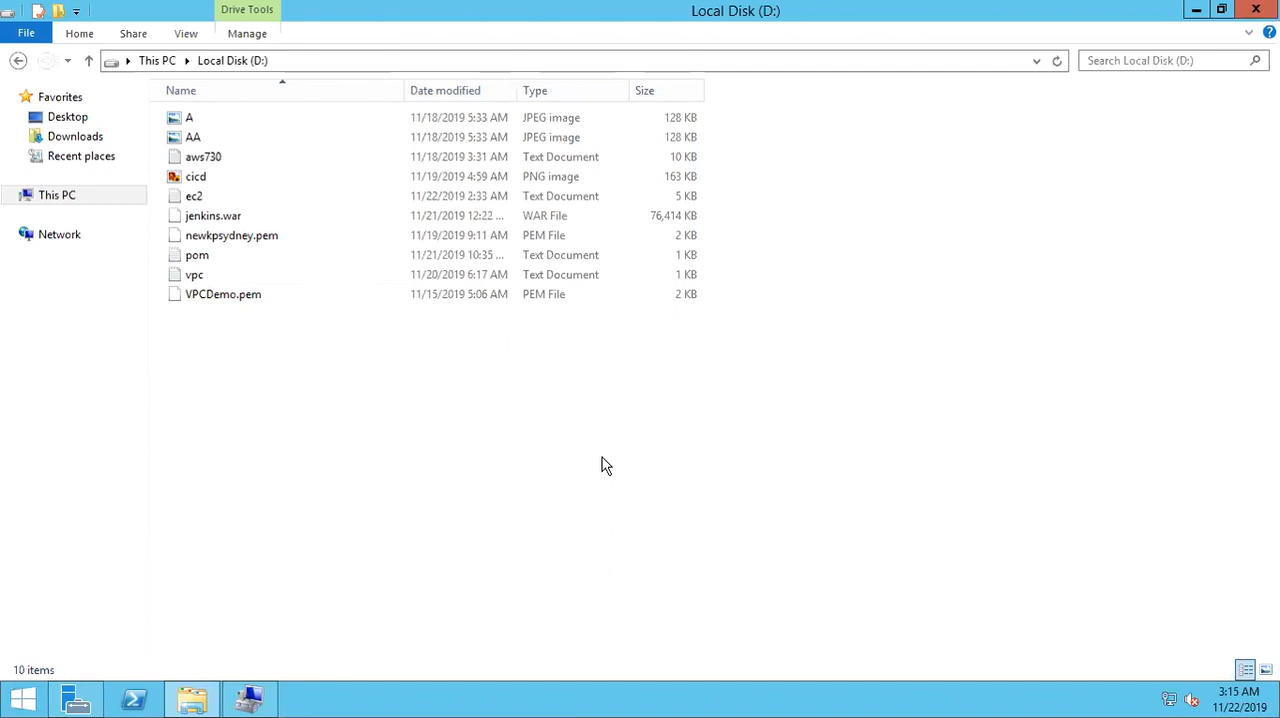 Drive Tools
Local Disk (D:)
File Home Share View Manage
This PC Local Disk (D:)
Search Local Disk (D:)
Favorites
Desktop
Downloads
Recent places
This PC
Network
Name Date modified Type Size
A 11/18/2019 5:33 AM JPEG image 128 KB
AA 11/18/2019 5:33 AM JPEG image 128 KB
aws730 11/18/2019 3:31 AM Text Document 10 KB
cicd 11/19/2019 4:59 AM PNG image 163 KB
ec2 11/22/2019 2:33 AM Text Document 5 KB
jenkins.war 11/21/2019 12:22 ... WAR File 76,414 KB
newkpsydney.pem 11/19/2019 9:11 AM PEM File 2 KB
pom 11/21/2019 10:35 ... Text Document 1 KB
vpc 11/20/2019 6:17 AM Text Document 1 KB
VPCDemo.pem 11/15/2019 5:06 AM PEM File 2 KB
10 items
3:15 AM
11/22/2019